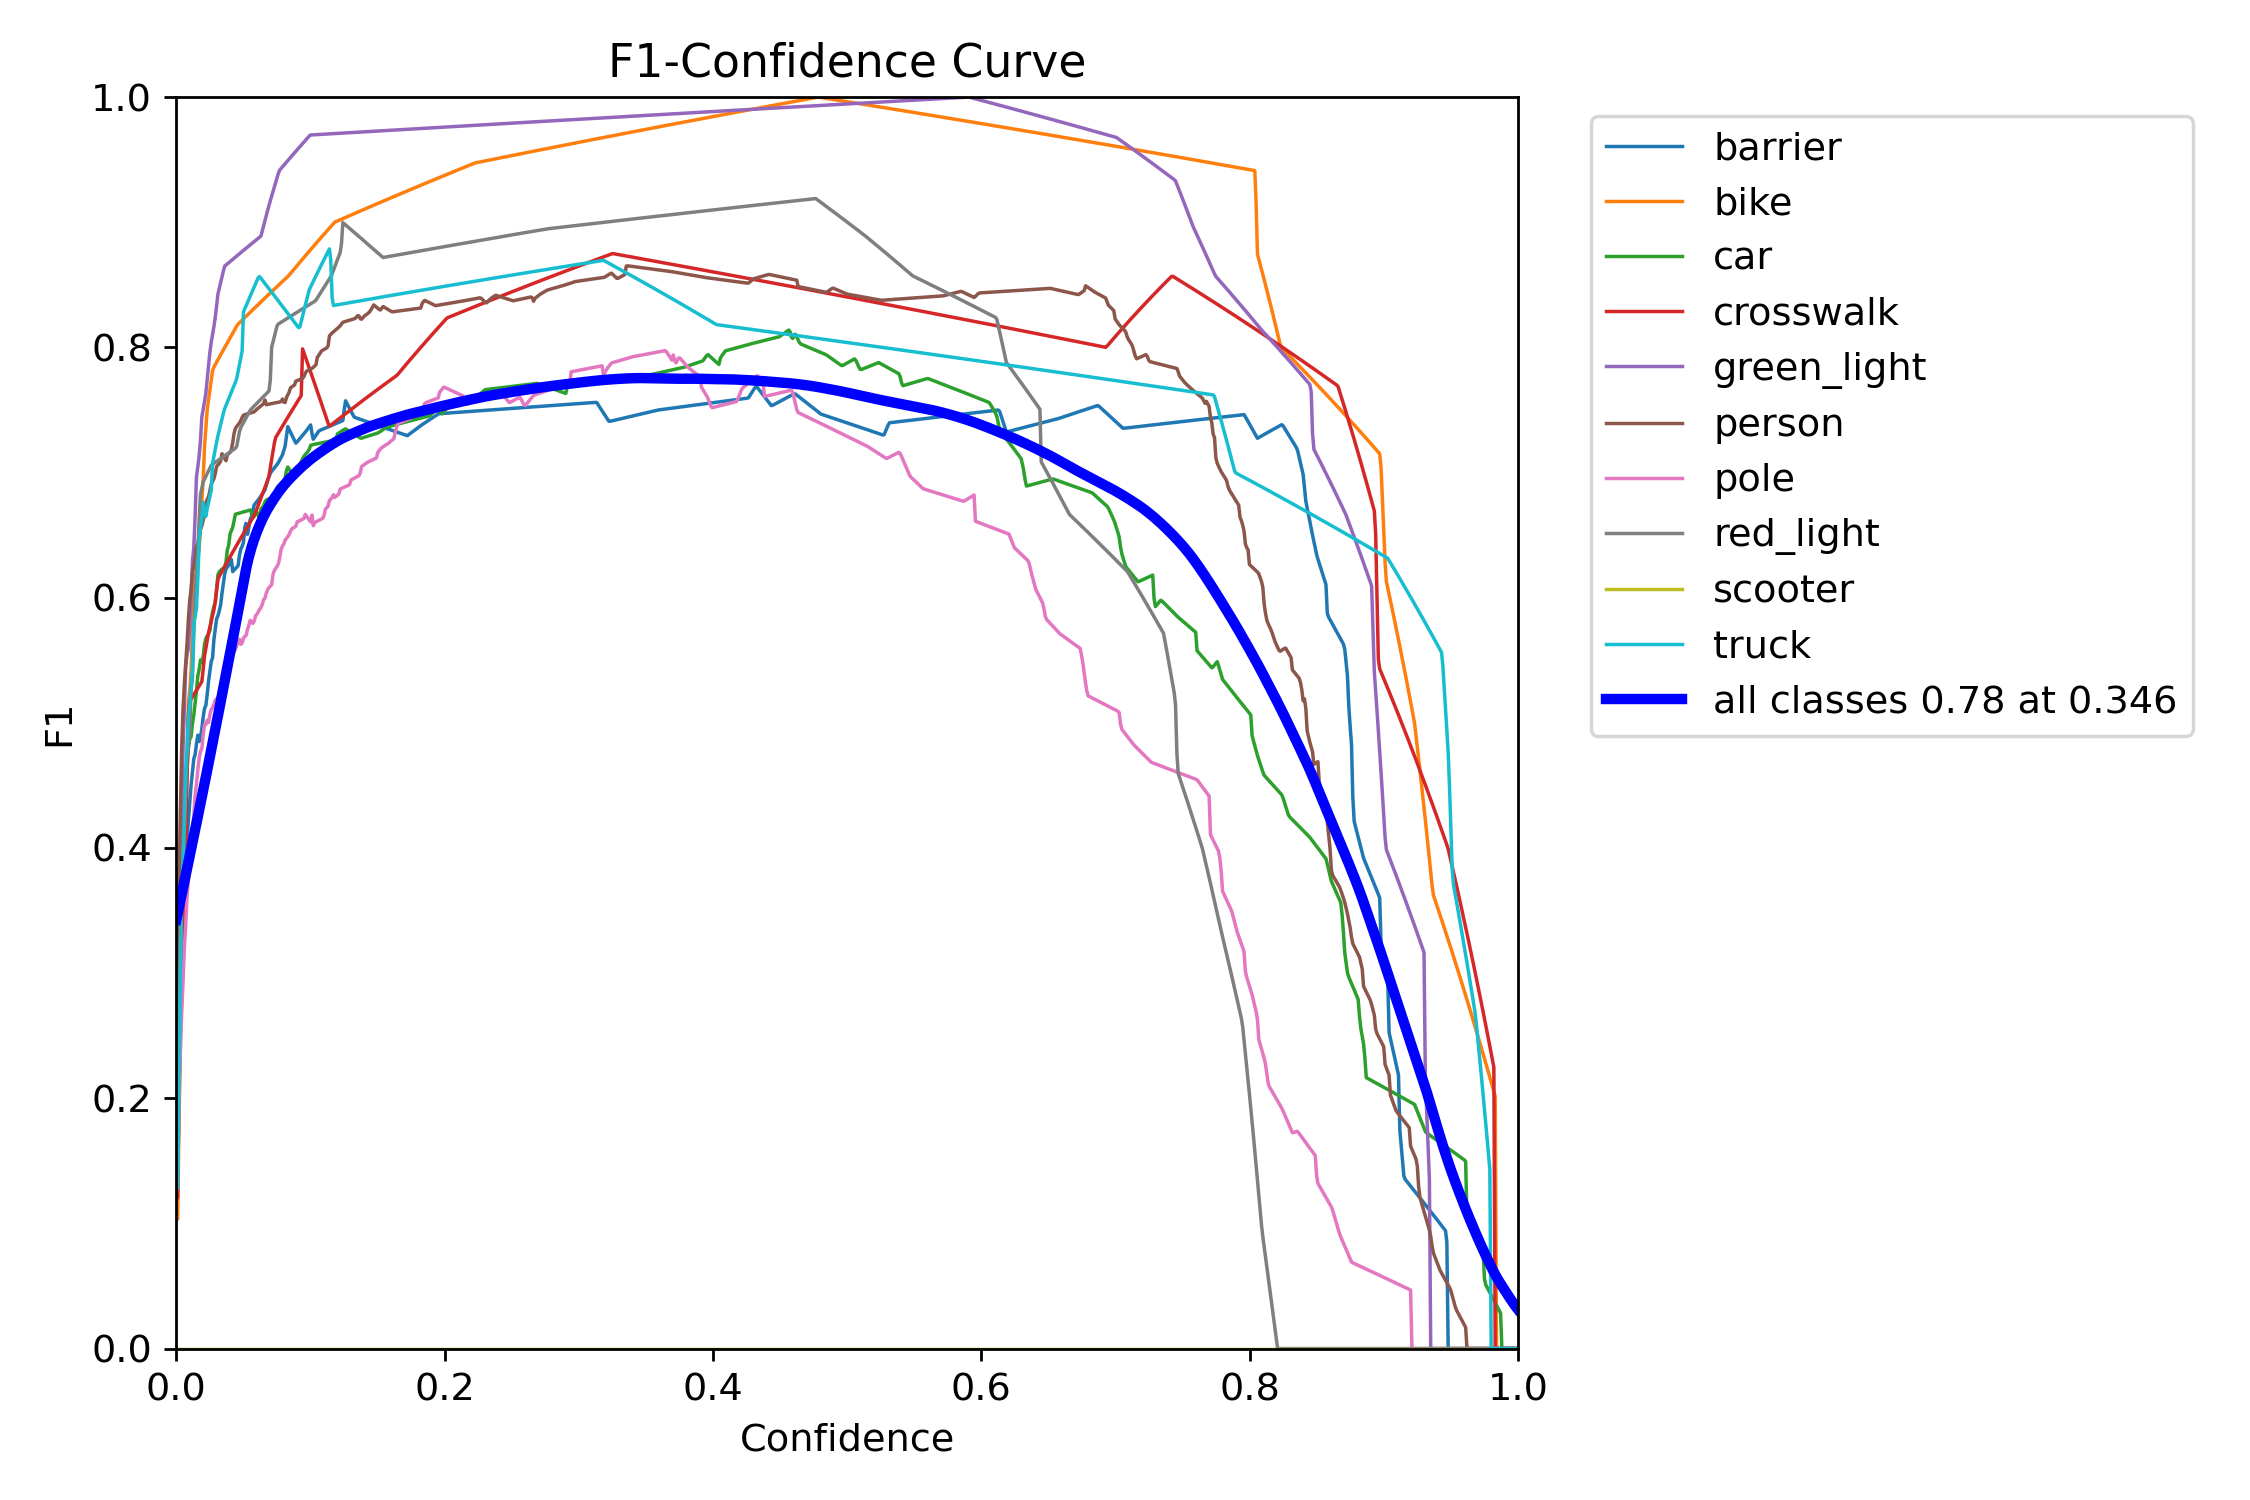 F1-Confidence Curve
1.0
0.8
0.6
0.4
0.2
0.0
F1
0.0 0.2 0.4 0.6 0.8 1.0
Confidence
barrier
bike
car
crosswalk
green_light
person
pole
red_light
scooter
truck
all classes 0.78 at 0.346